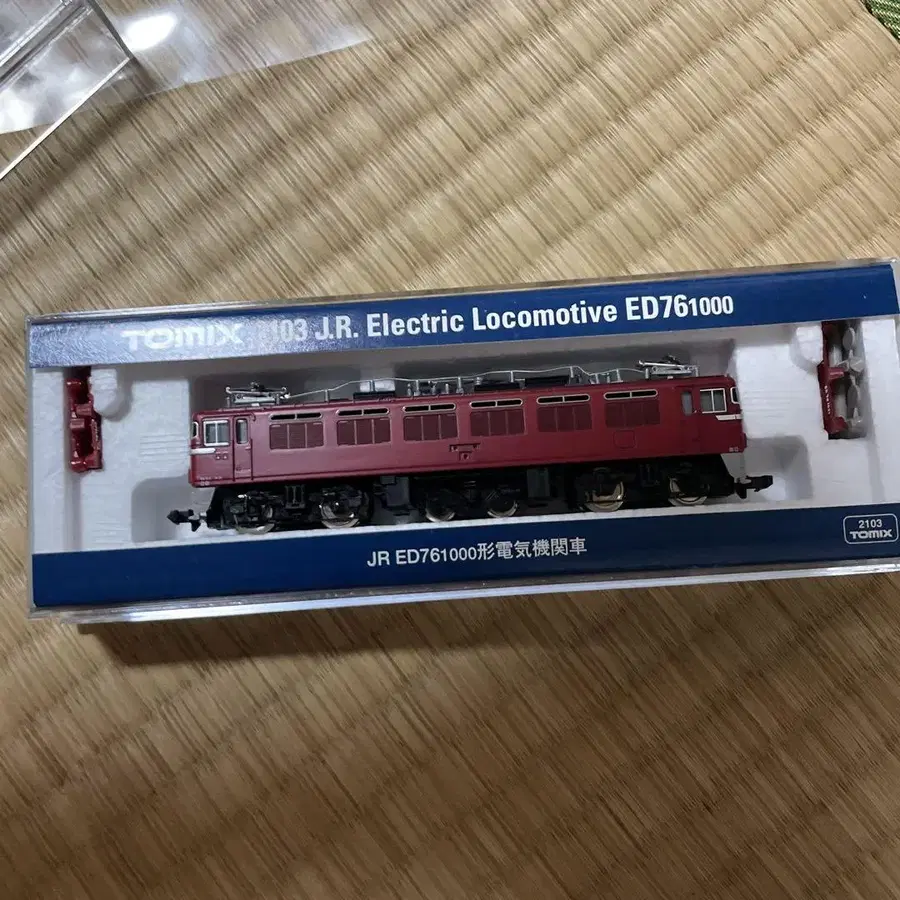 TOMIX 2103 J.R. Electric Locomotive ED761000
JR ED761000形電気機関車
2103
TOMIX